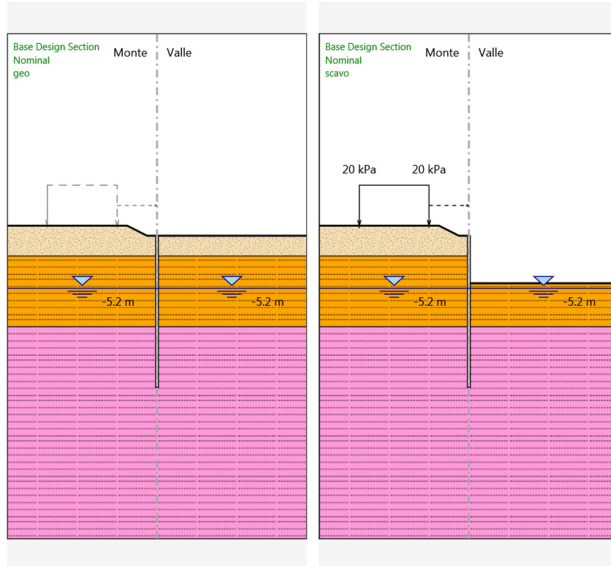 Base Design Section
Nominal
geo
Monte
Valle
-5.2 m
-5.2 m
Base Design Section
Nominal
scavo
Monte
Valle
20 kPa
20 kPa
-5.2 m
-5.2 m